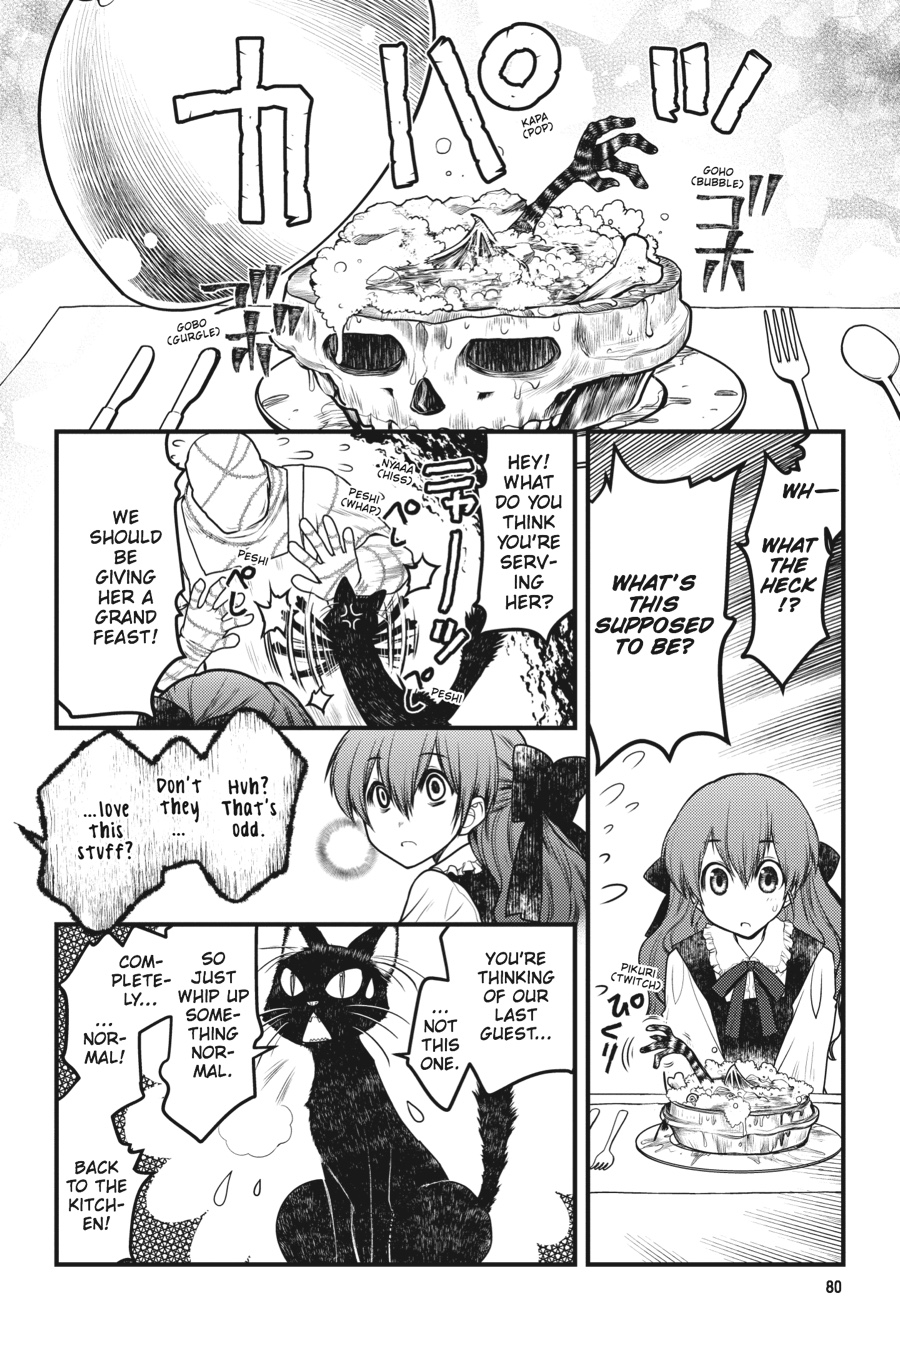 カパッ
KAPA
(POP)
GOHO
(BUBBLE)
ゴホ"
GOBO
(GURGLE)
ゴボ
WH—
WHAT
THE
HECK
!?
WHAT'S
THIS
SUPPOSED
TO BE?
PIKURI
(TWITCH)
ぴくり
HEY!
WHAT
DO YOU
THINK
YOU'RE
SERV-
ING
HER?
NYAAA
(HISS)
ニャーッ
PESHI
(WHAP)
ぺし
PESHI
ぺし
PESHI
ぺし
WE
SHOULD
BE
GIVING
HER A
GRAND
FEAST!
Huh?
That's
odd.
Don't
they
...
...love
this
stuff?
YOU'RE
THINKING
OF OUR
LAST
GUEST...
...
NOT
THIS
ONE.
SO
JUST
WHIP UP
SOME-
THING
NOR-
MAL.
COM-
PLETE-
LY...
...
NOR-
MAL!
BACK
TO THE
KITCH-
EN!
80